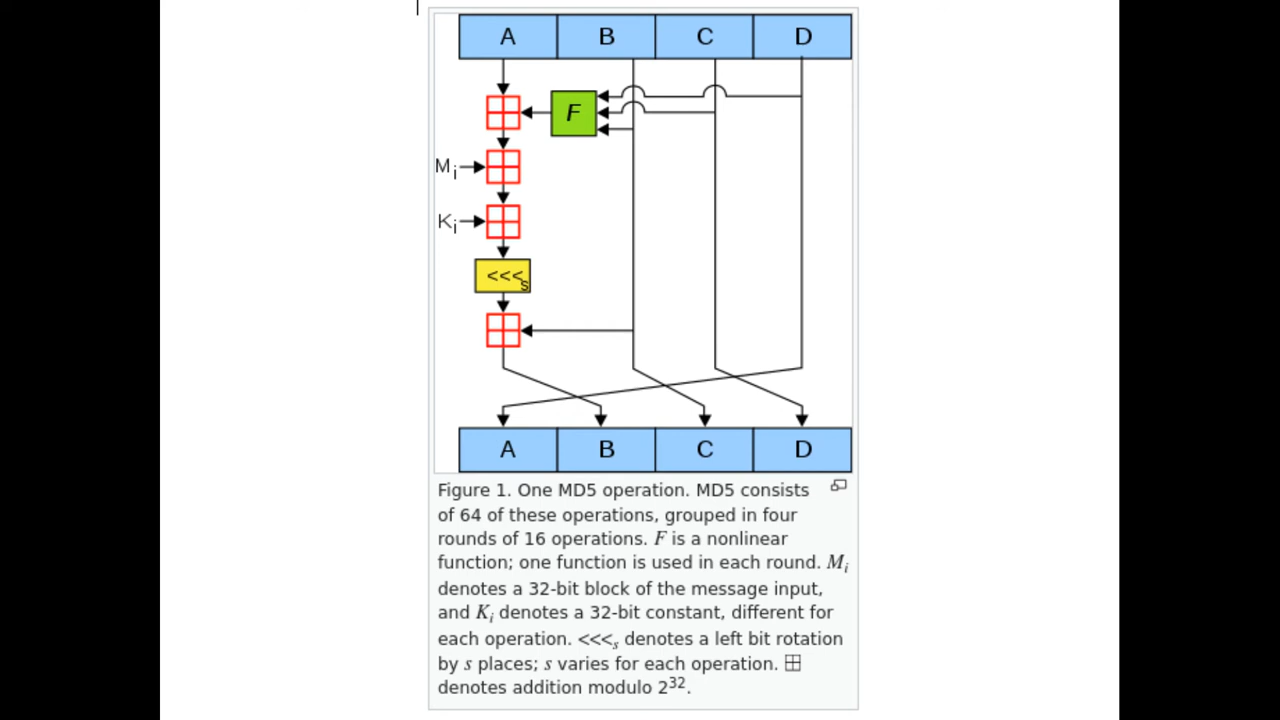 A B C D
F
Mi
Ki
<<<s
A B C D
Figure 1. One MD5 operation. MD5 consists
of 64 of these operations, grouped in four
rounds of 16 operations. F is a nonlinear
function; one function is used in each round. Mi
denotes a 32-bit block of the message input,
and Ki denotes a 32-bit constant, different for
each operation. <<<s denotes a left bit rotation
by s places; s varies for each operation. ⊞
denotes addition modulo 2³².